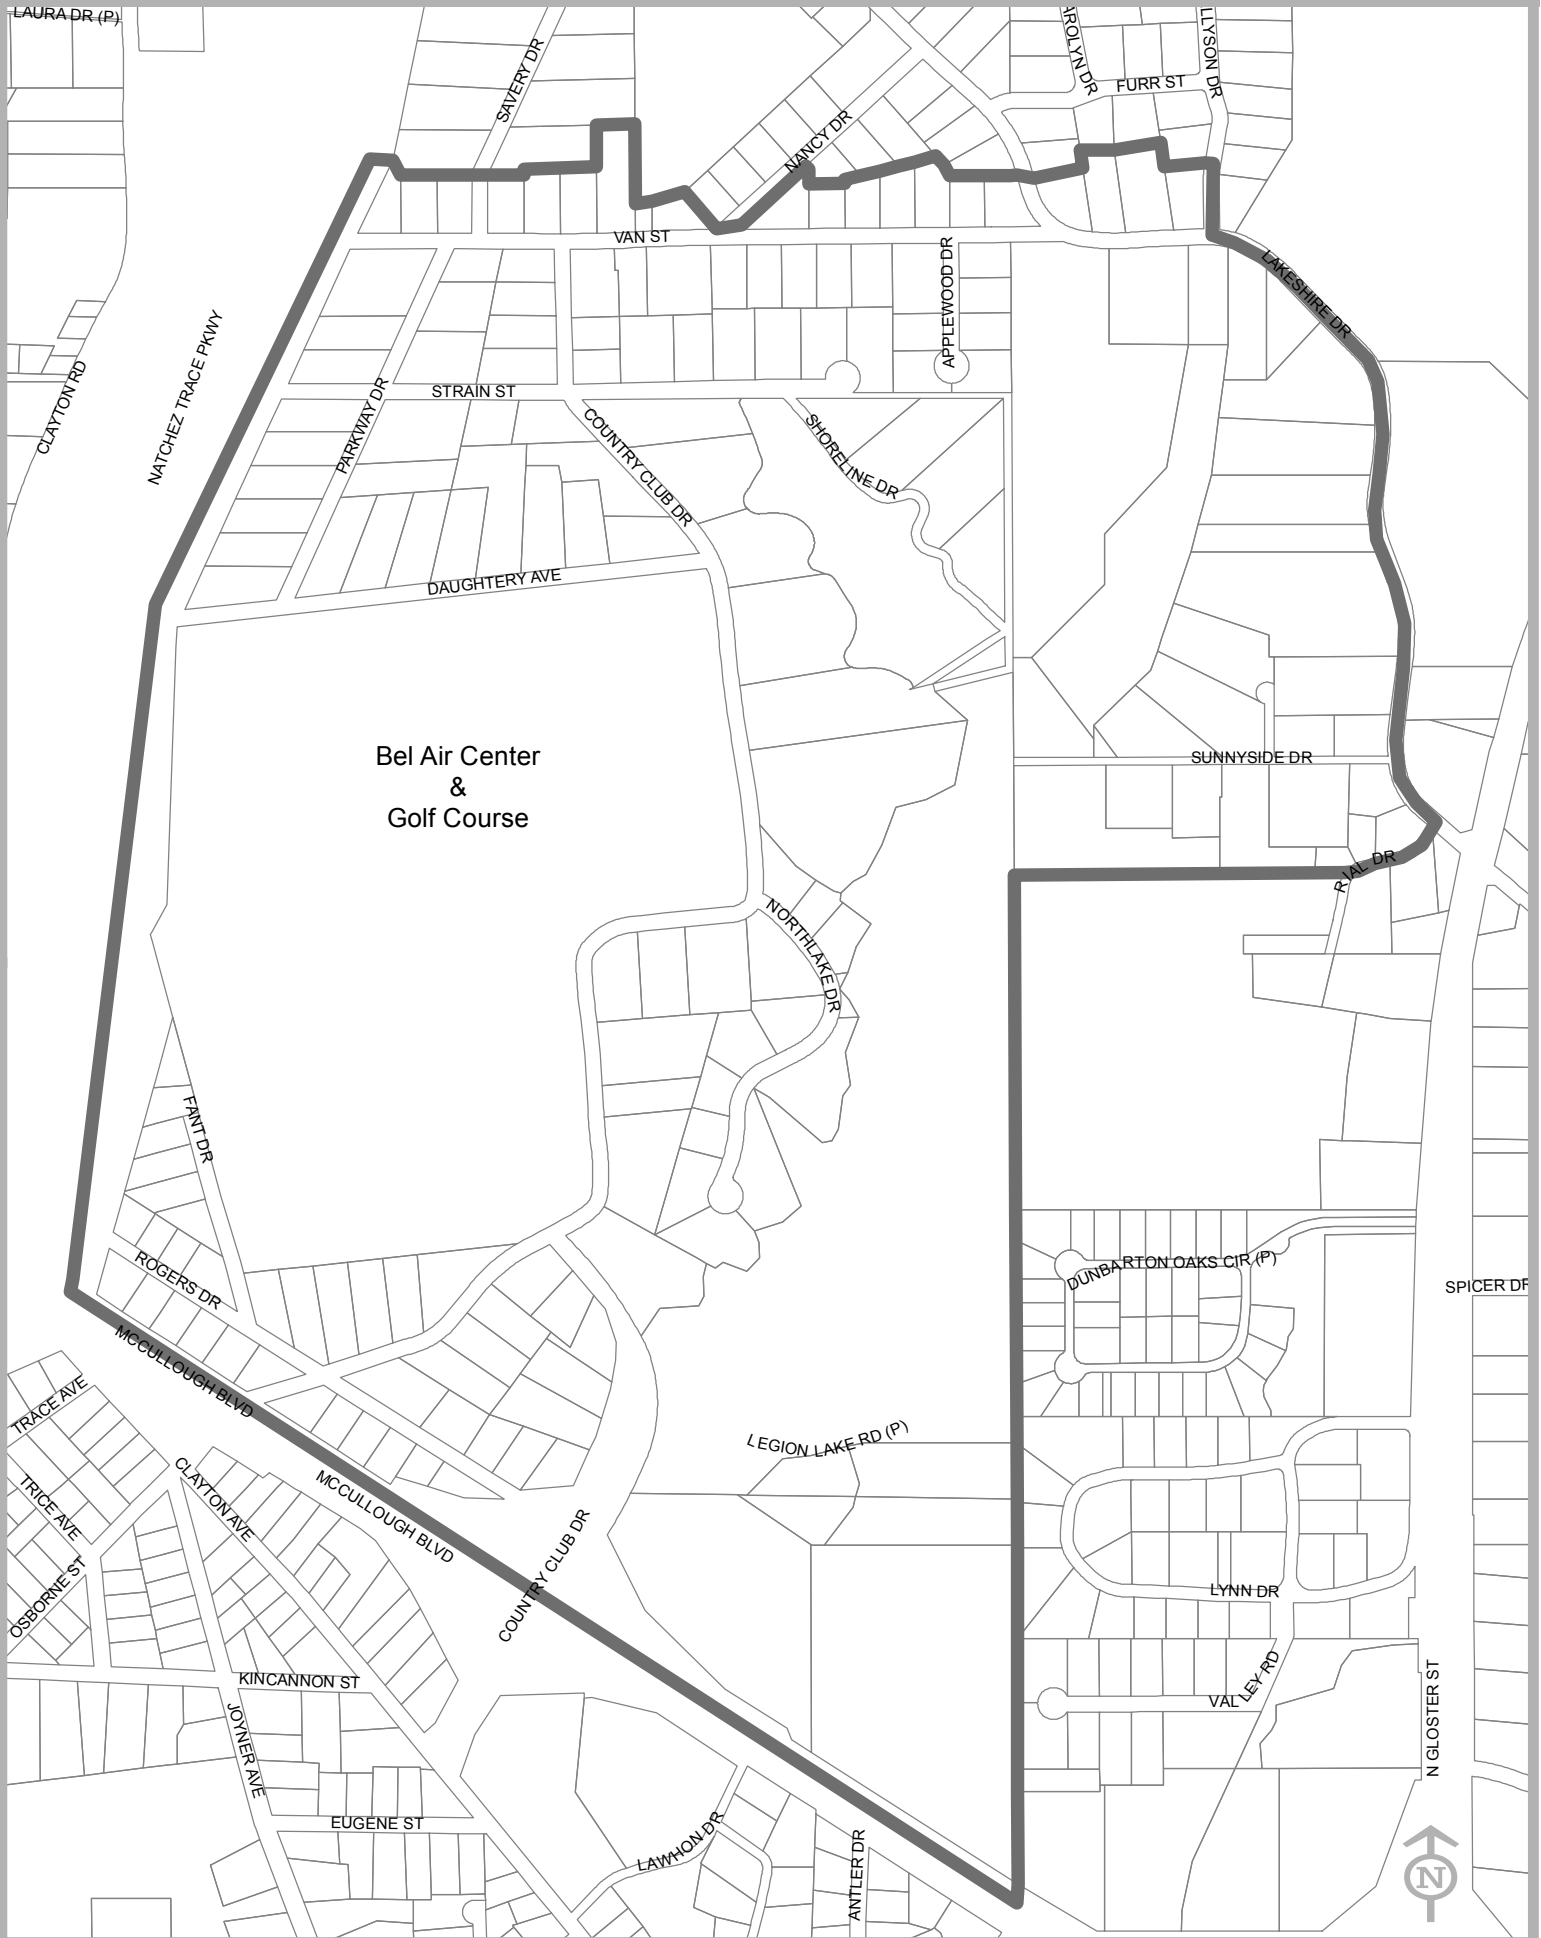 LAURA DR (P)
SAVERY DR
AROLYN DR
LLYSON DR
FURR ST
NANCY DR
VAN ST
APPLEWOOD DR
LAKESHIRE DR
NATCHEZ TRACE PKWY
CLAYTON RD
STRAIN ST
PARKWAY DR
COUNTRY CLUB DR
SHORELINE DR
DAUGHTERY AVE
Bel Air Center
&
Golf Course
SUNNYSIDE DR
RIAL DR
NORTHLAKE DR
FANT DR
ROGERS DR
DUNBARTON OAKS CIR (P)
SPICER DR
MCCULLOUGH BLVD
TRACE AVE
LEGION LAKE RD (P)
TRICE AVE
CLAYTON AVE
MCCULLOUGH BLVD
COUNTRY CLUB DR
OSBORNE ST
LYNN DR
KINCANNON ST
VALLEY RD
N GLOSTER ST
JOYNER AVE
EUGENE ST
LAWHON DR
ANTLER DR
N